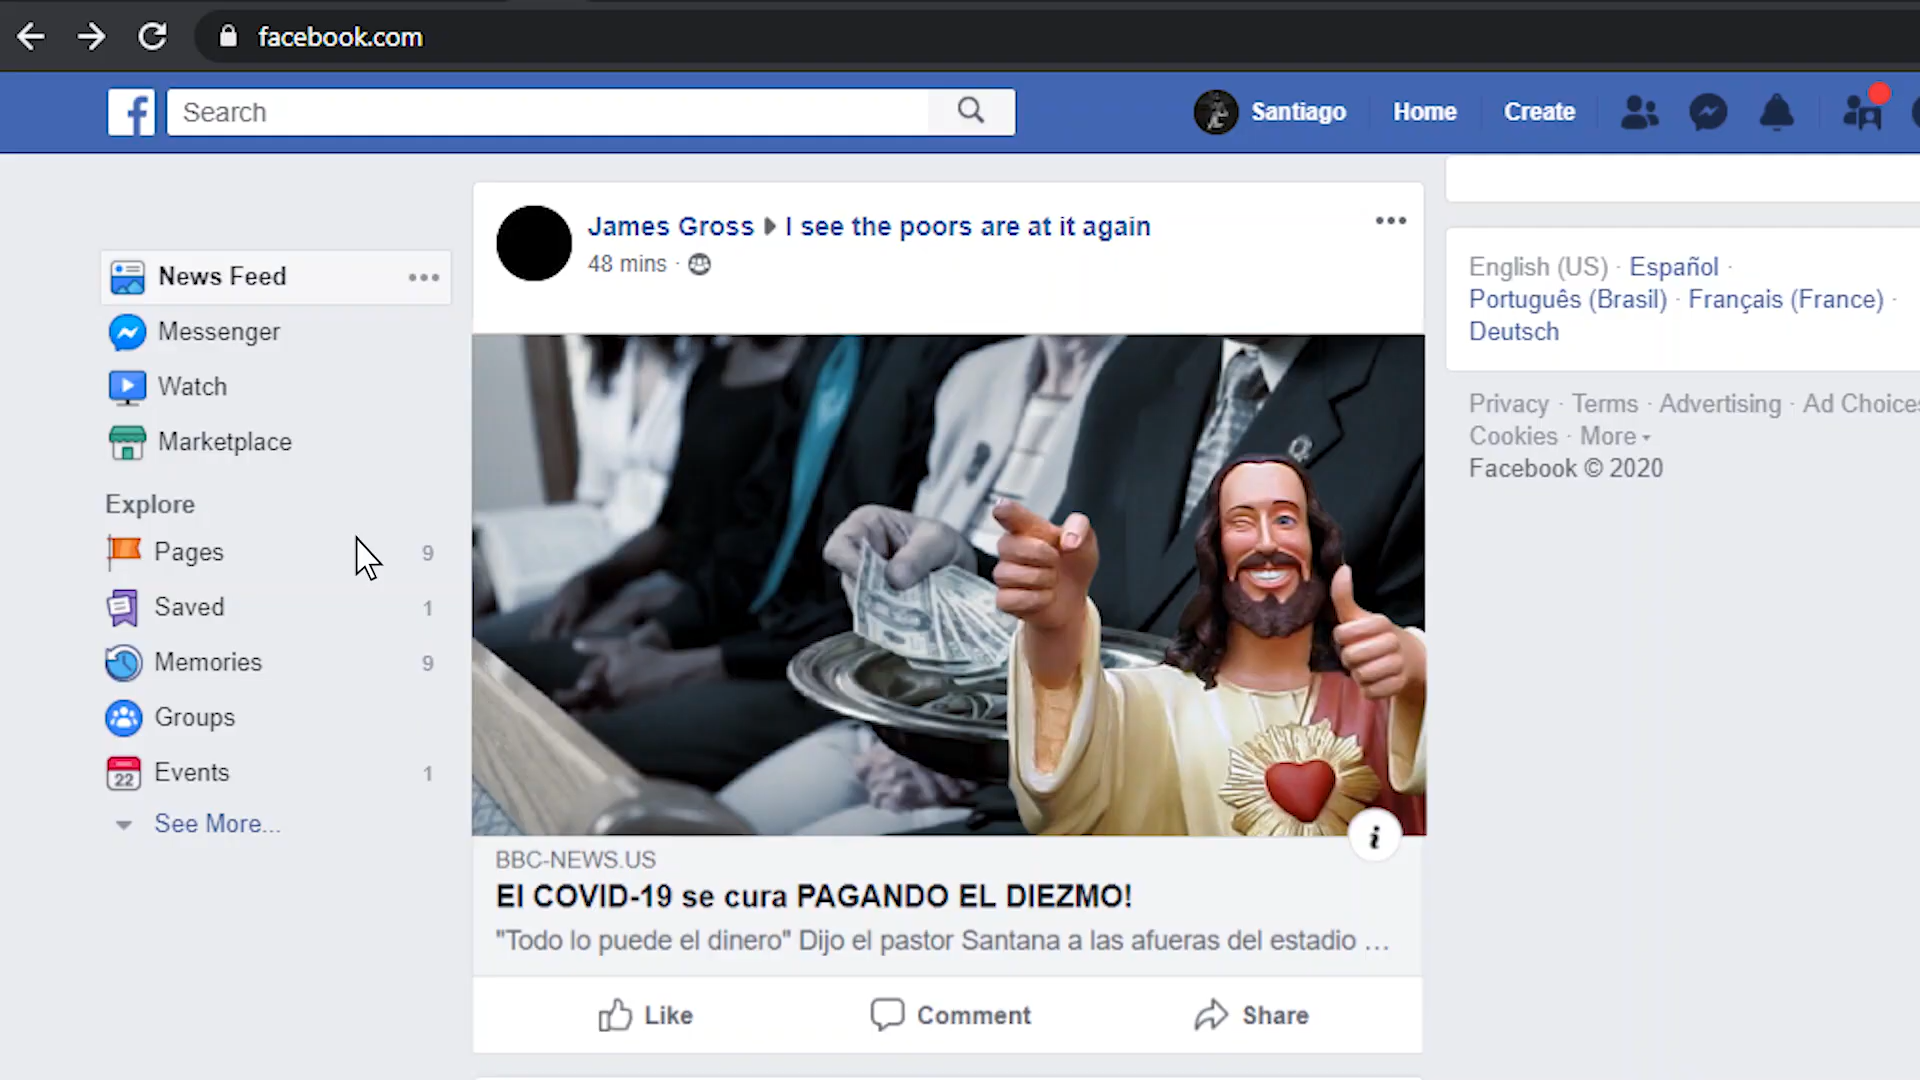 facebook.com
f
Search
Santiago
Home
Create
James Gross ▸ I see the poors are at it again
48 mins ·
News Feed
Messenger
Watch
Marketplace
Explore
Pages 9
Saved 1
Memories 9
Groups
22 Events 1
See More...
i
BBC-NEWS.US
El COVID-19 se cura PAGANDO EL DIEZMO!
"Todo lo puede el dinero" Dijo el pastor Santana a las afueras del estadio ...
Like
Comment
Share
English (US) · Español ·
Português (Brasil) · Français (France) ·
Deutsch
Privacy · Terms · Advertising · Ad Choices
Cookies · More
Facebook © 2020